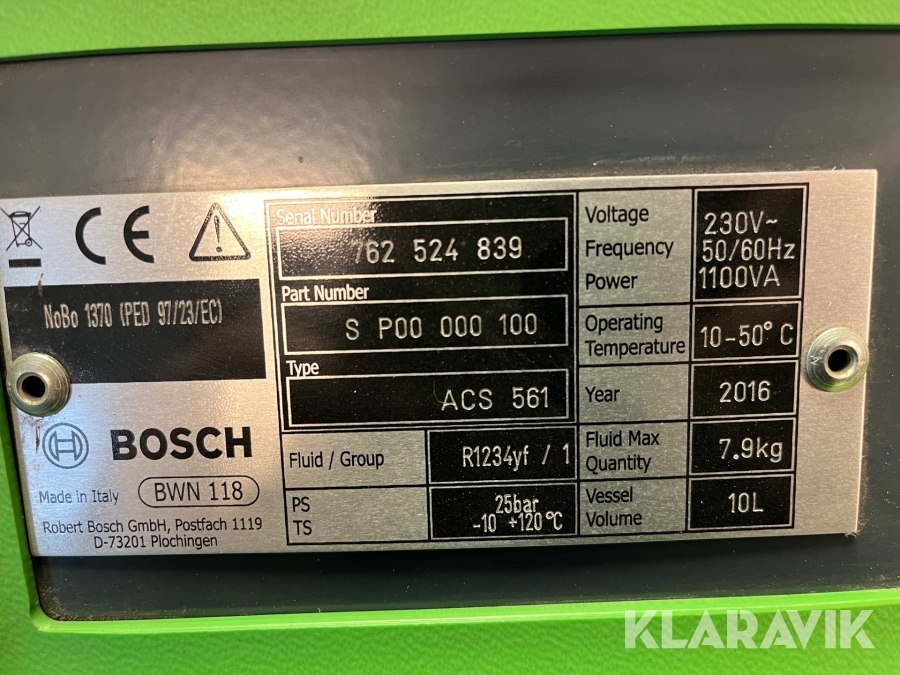 CE
NoBo 1370 (PED 97/23/EC)
BOSCH
Made in Italy
BWN 118
Robert Bosch GmbH, Postfach 1119
D-73201 Plochingen
Serial Number
762 524 839
Part Number
S P00 000 100
Type
ACS 561
Fluid / Group
R1234yf / 1
PS
TS
25bar
-10 +120°C
Voltage
Frequency
Power
230V~
50/60Hz
1100VA
Operating
Temperature
10-50° C
Year
2016
Fluid Max
Quantity
7.9kg
Vessel
Volume
10L
KLARAVIK